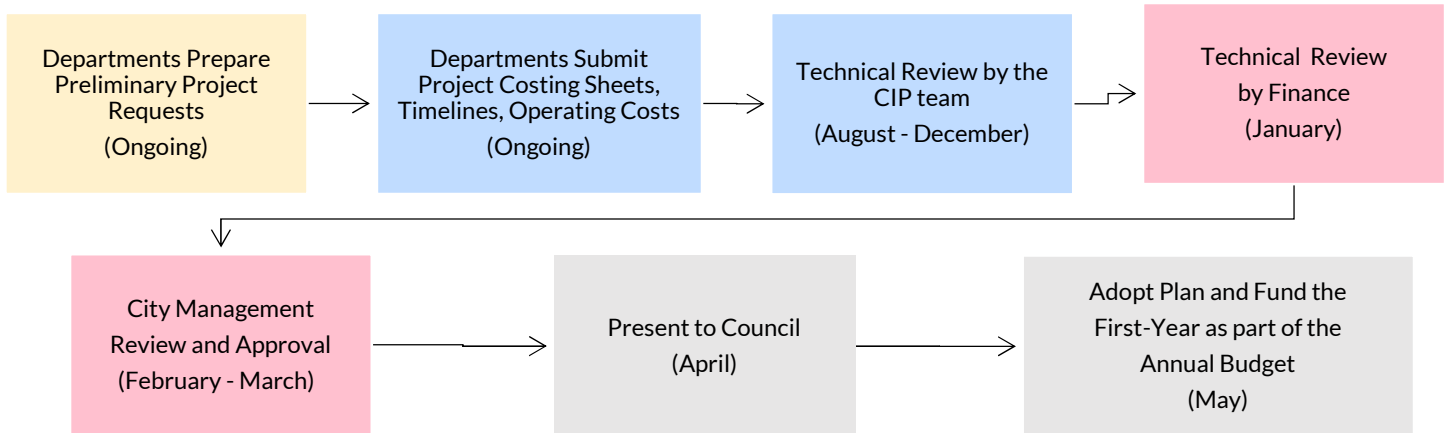 Departments Prepare
Preliminary Project
Requests
(Ongoing)
Departments Submit
Project Costing Sheets,
Timelines, Operating Costs
(Ongoing)
Technical Review by the
CIP team
(August - December)
Technical Review
by Finance
(January)
City Management
Review and Approval
(February - March)
Present to Council
(April)
Adopt Plan and Fund the
First-Year as part of the
Annual Budget
(May)